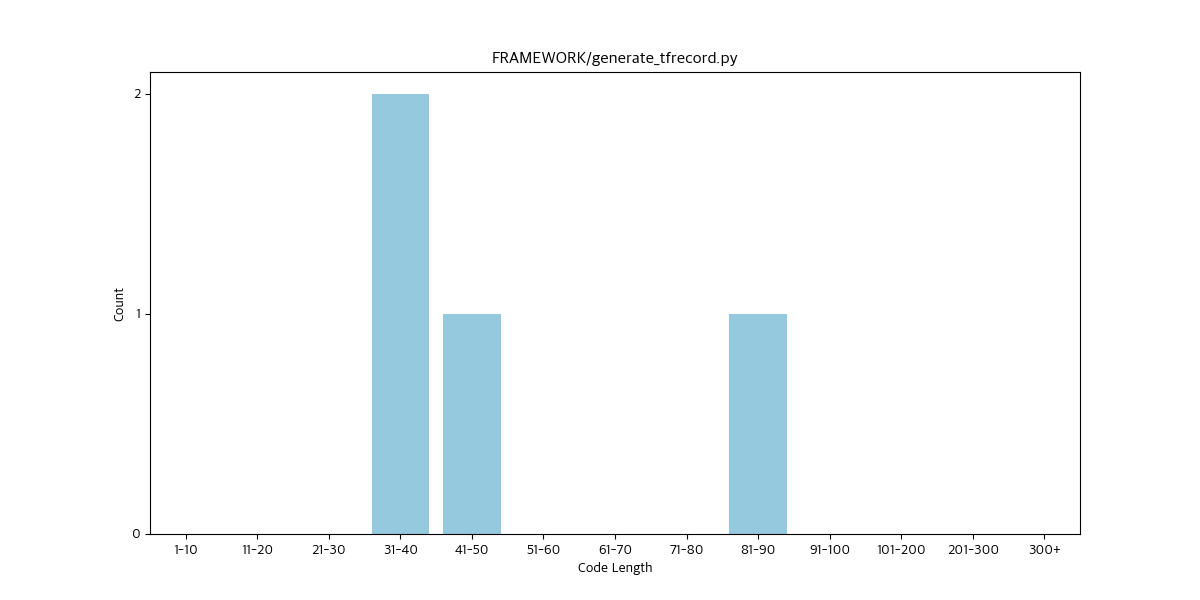 FRAMEWORK/generate_tfrecord.py
2
1
0
Count
1-10 11-20 21-30 31-40 41-50 51-60 61-70 71-80 81-90 91-100 101-200 201-300 300+
Code Length